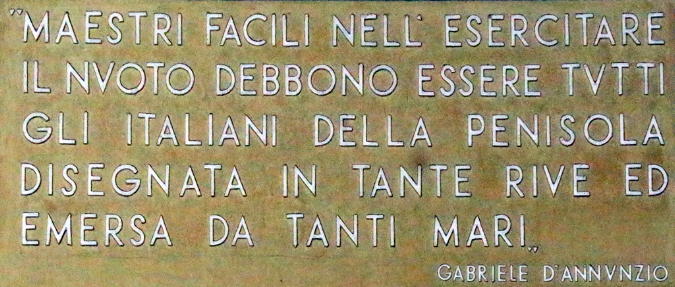 "MAESTRI FACILI NELL' ESERCITARE
IL NVOTO DEBBONO ESSERE TVTTI
GLI ITALIANI DELLA PENISOLA
DISEGNATA IN TANTE RIVE ED
EMERSA DA TANTI MARI„
GABRIELE D'ANNVNZIO